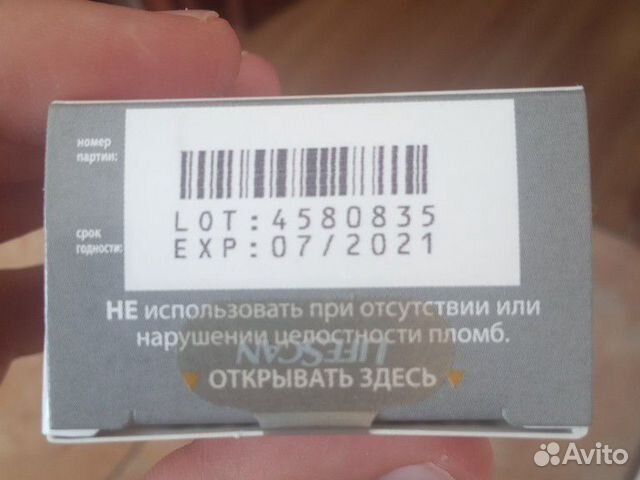 номер
партии:
LOT:4580835
срок
годности:
EXP:07/2021
НЕ использовать при отсутствии или
нарушении целостности пломб.
LIFESCAN
ОТКРЫВАТЬ ЗДЕСЬ
Avito